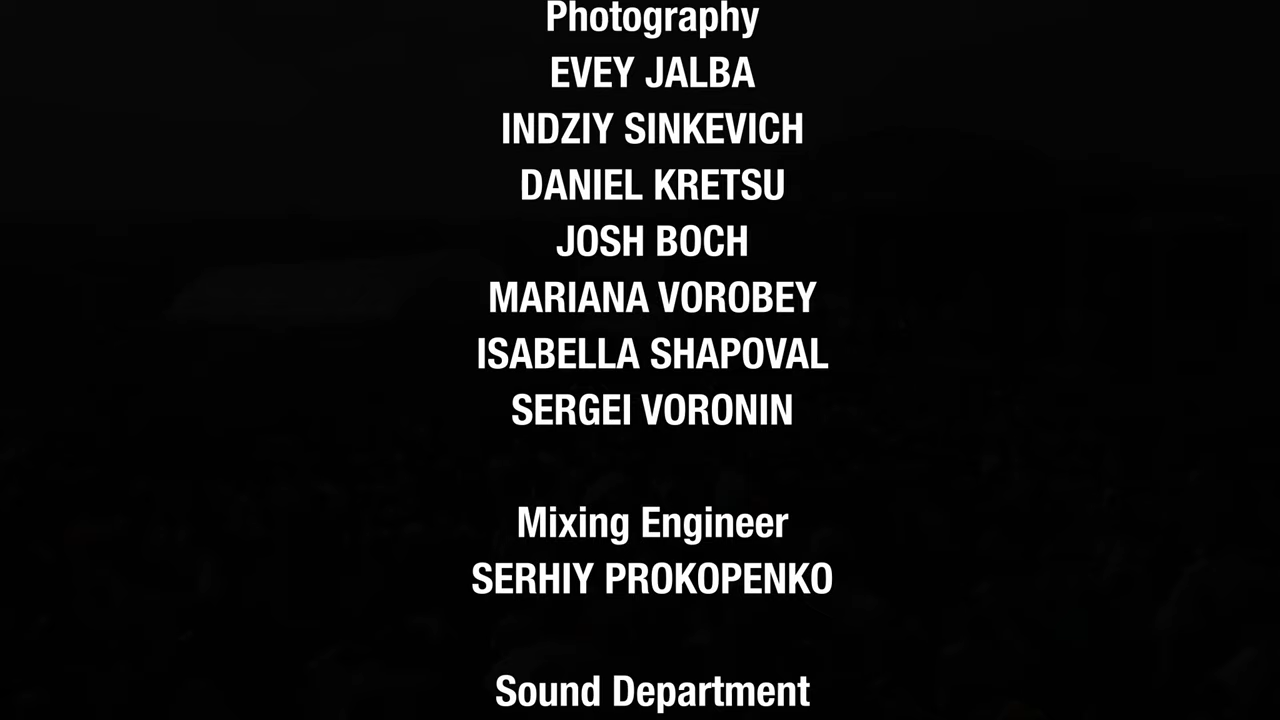 Photography
EVEY JALBA
INDZIY SINKEVICH
DANIEL KRETSU
JOSH BOCH
MARIANA VOROBEY
ISABELLA SHAPOVAL
SERGEI VORONIN
Mixing Engineer
SERHIY PROKOPENKO
Sound Department